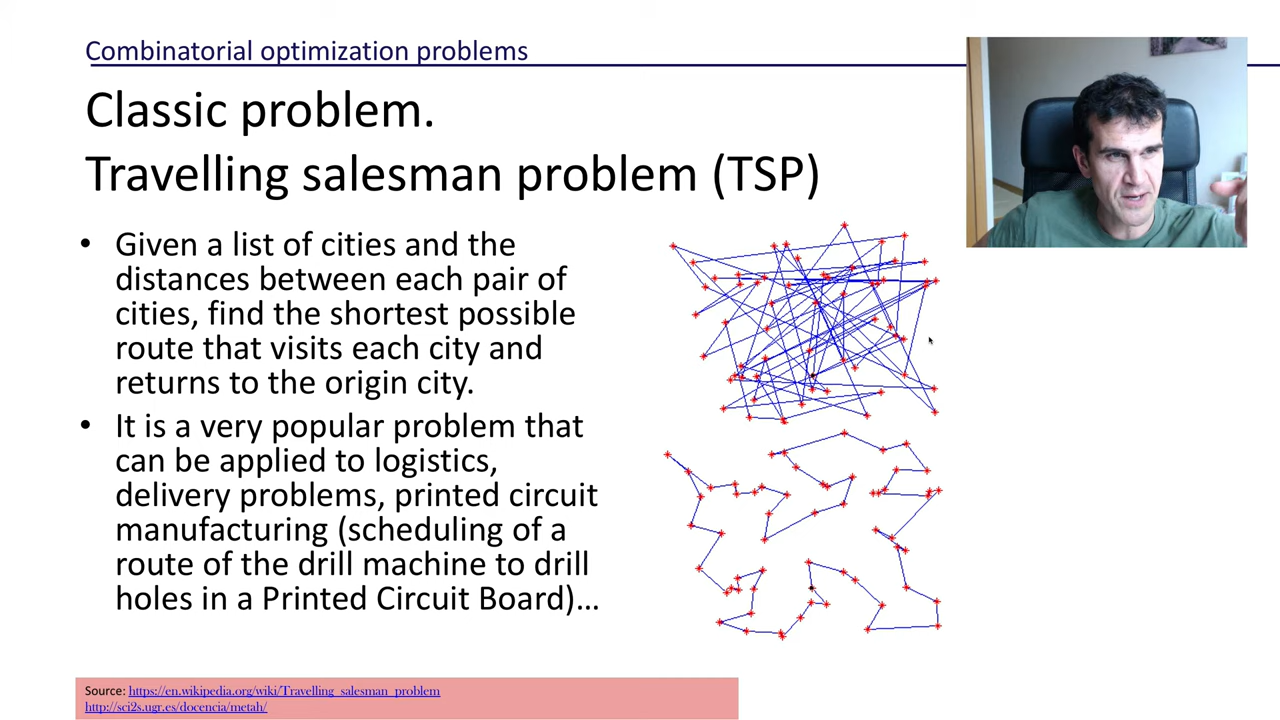 Combinatorial optimization problems
Classic problem.
Travelling salesman problem (TSP)
• Given a list of cities and the
distances between each pair of
cities, find the shortest possible
route that visits each city and
returns to the origin city.
• It is a very popular problem that
can be applied to logistics,
delivery problems, printed circuit
manufacturing (scheduling of a
route of the drill machine to drill
holes in a Printed Circuit Board)…
Source: https://en.wikipedia.org/wiki/Travelling_salesman_problem
http://sci2s.ugr.es/docencia/metah/